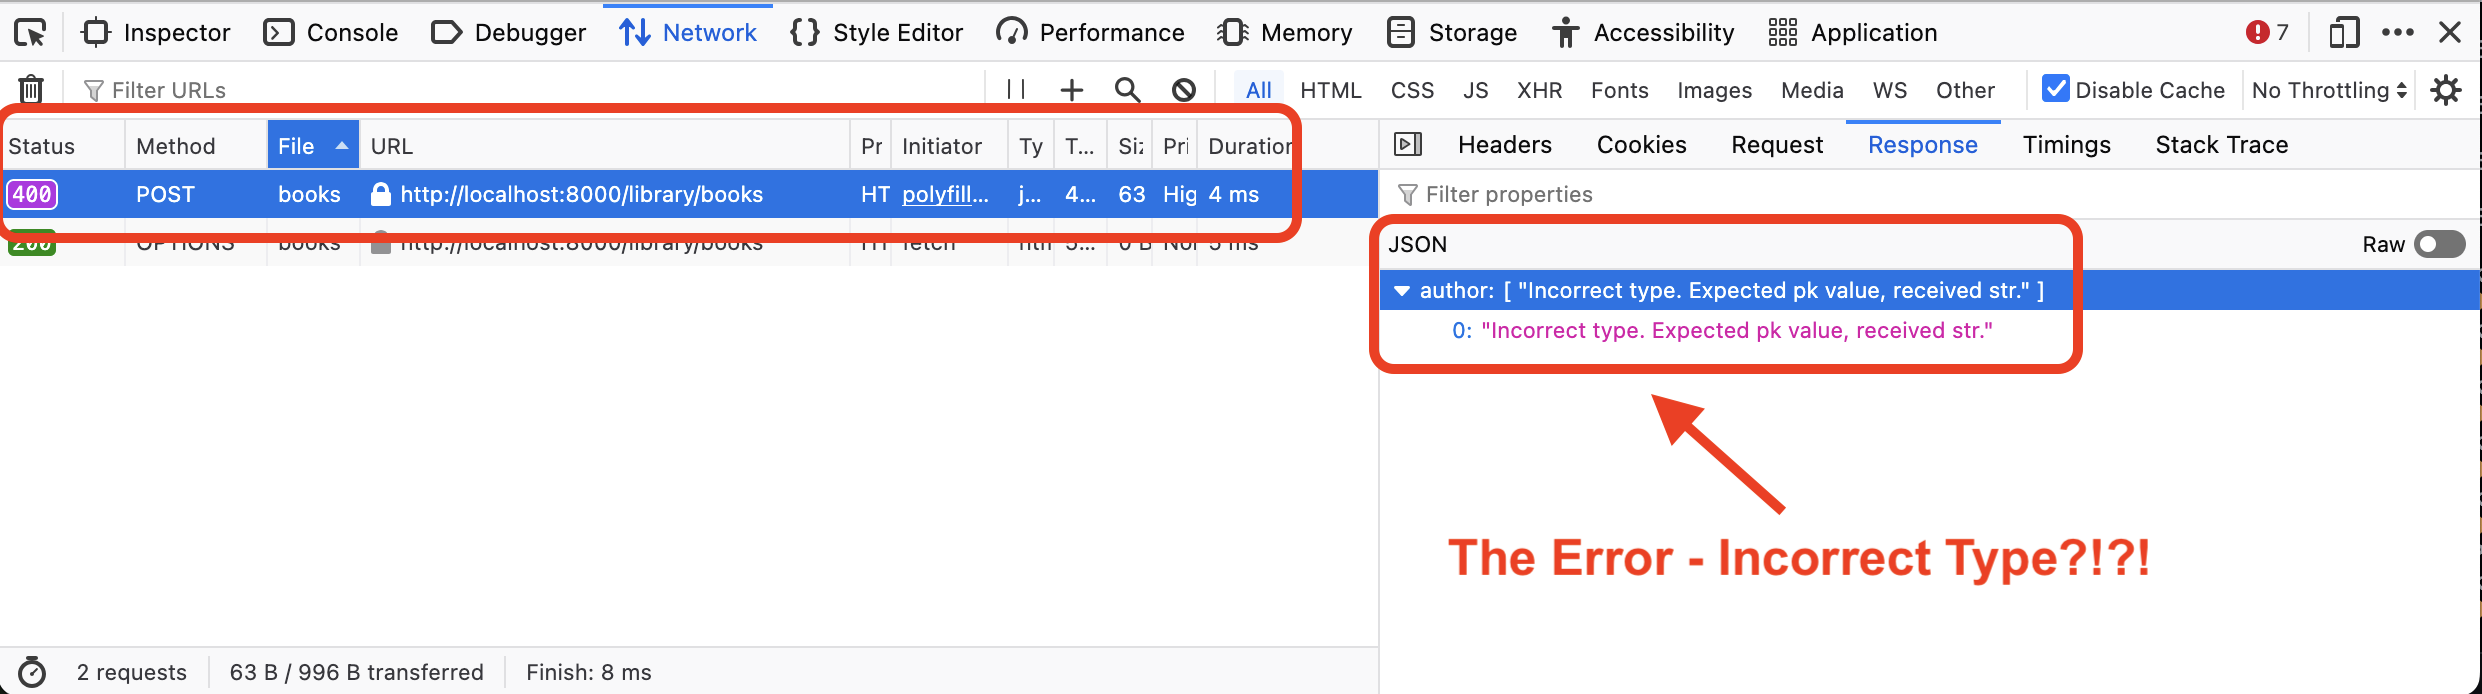 Inspector Console Debugger Network Style Editor Performance Memory Storage Accessibility Application 7
Filter URLs All HTML CSS JS XHR Fonts Images Media WS Other Disable Cache No Throttling
Status Method File URL Pr Initiator Ty T... Siz Pri Duration
Headers Cookies Request Response Timings Stack Trace
400 POST books http://localhost:8000/library/books HT polyfill... j... 4... 63 Hig 4 ms
Filter properties
200 OPTIONS books http://localhost:8000/library/books HT fetch 0 B 5 ms
JSON Raw
author: [ "Incorrect type. Expected pk value, received str." ]
0: "Incorrect type. Expected pk value, received str."
The Error - Incorrect Type?!?!
2 requests 63 B / 996 B transferred Finish: 8 ms